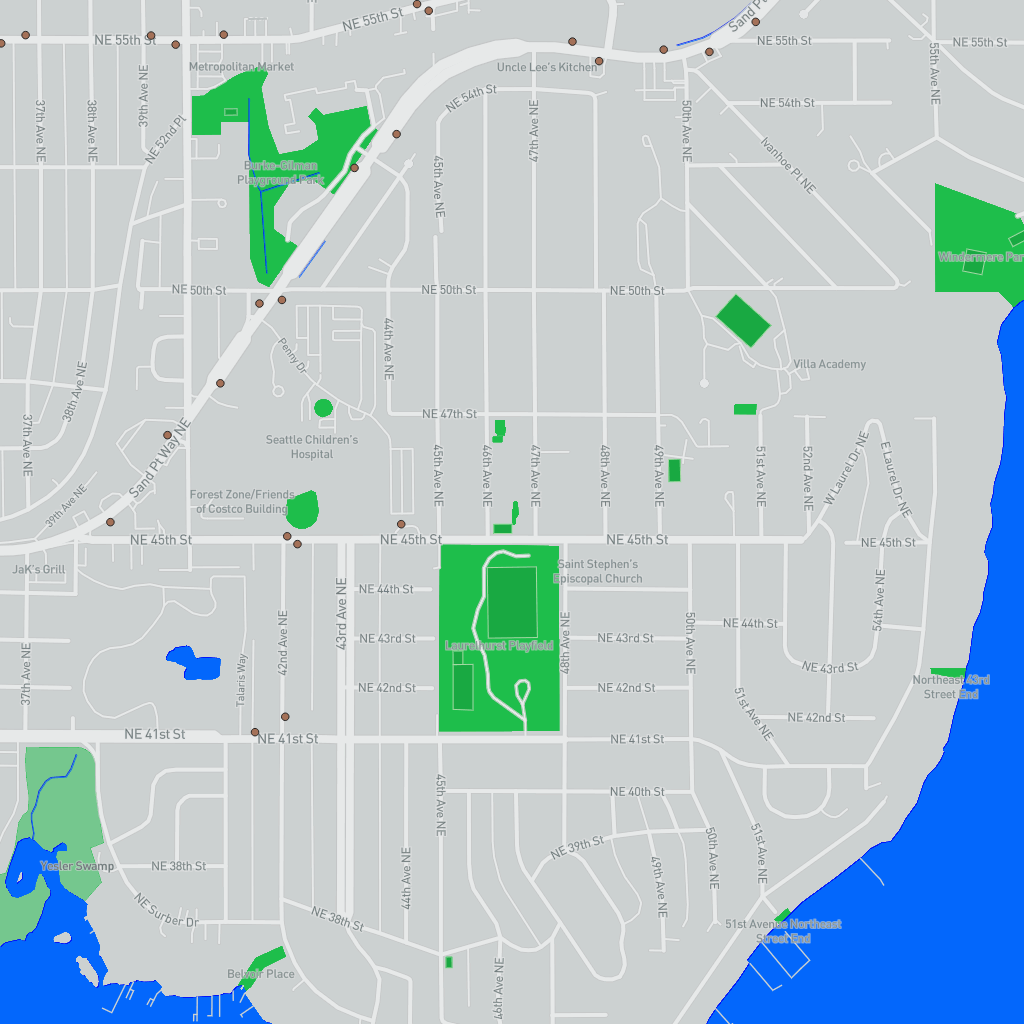 NE 55th St
NE 55th St
Sand Pt
NE 55th St
NE 55th St
Metropolitan Market
Uncle Lee's Kitchen
37th Ave NE
38th Ave NE
39th Ave NE
NE 52nd Pl
NE 54th St
47th Ave NE
50th Ave NE
NE 54th St
55th Ave NE
Burke-Gilman
Playground Park
45th Ave NE
Ivanhoe Pl NE
Windermere Par
NE 50th St
NE 50th St
NE 50th St
Penny Dr
44th Ave NE
Villa Academy
38th Ave NE
37th Ave NE
NE 47th St
Seattle Children's
Hospital
Sand Pt Way NE
39th Ave NE
45th Ave NE
46th Ave NE
47th Ave NE
48th Ave NE
49th Ave NE
51st Ave NE
52nd Ave NE
W Laurel Dr NE
E Laurel Dr NE
Forest Zone/Friends
of Costco Building
NE 45th St
NE 45th St
NE 45th St
NE 45th St
JaK's Grill
Saint Stephen's
Episcopal Church
NE 44th St
43rd Ave NE
42nd Ave NE
48th Ave NE
50th Ave NE
NE 44th St
54th Ave NE
NE 43rd St
Laurelhurst Playfield
NE 43rd St
NE 43rd St
37th Ave NE
Talaris Way
NE 42nd St
NE 42nd St
Northeast 43rd
Street End
51st Ave NE
NE 42nd St
NE 41st St
NE 41st St
NE 41st St
45th Ave NE
NE 40th St
NE 39th St
50th Ave NE
51st Ave NE
49th Ave NE
44th Ave NE
Yesler Swamp
NE 38th St
NE Surber Dr
NE 38th St
51st Avenue Northeast
Street End
Belvoir Place
46th Ave NE